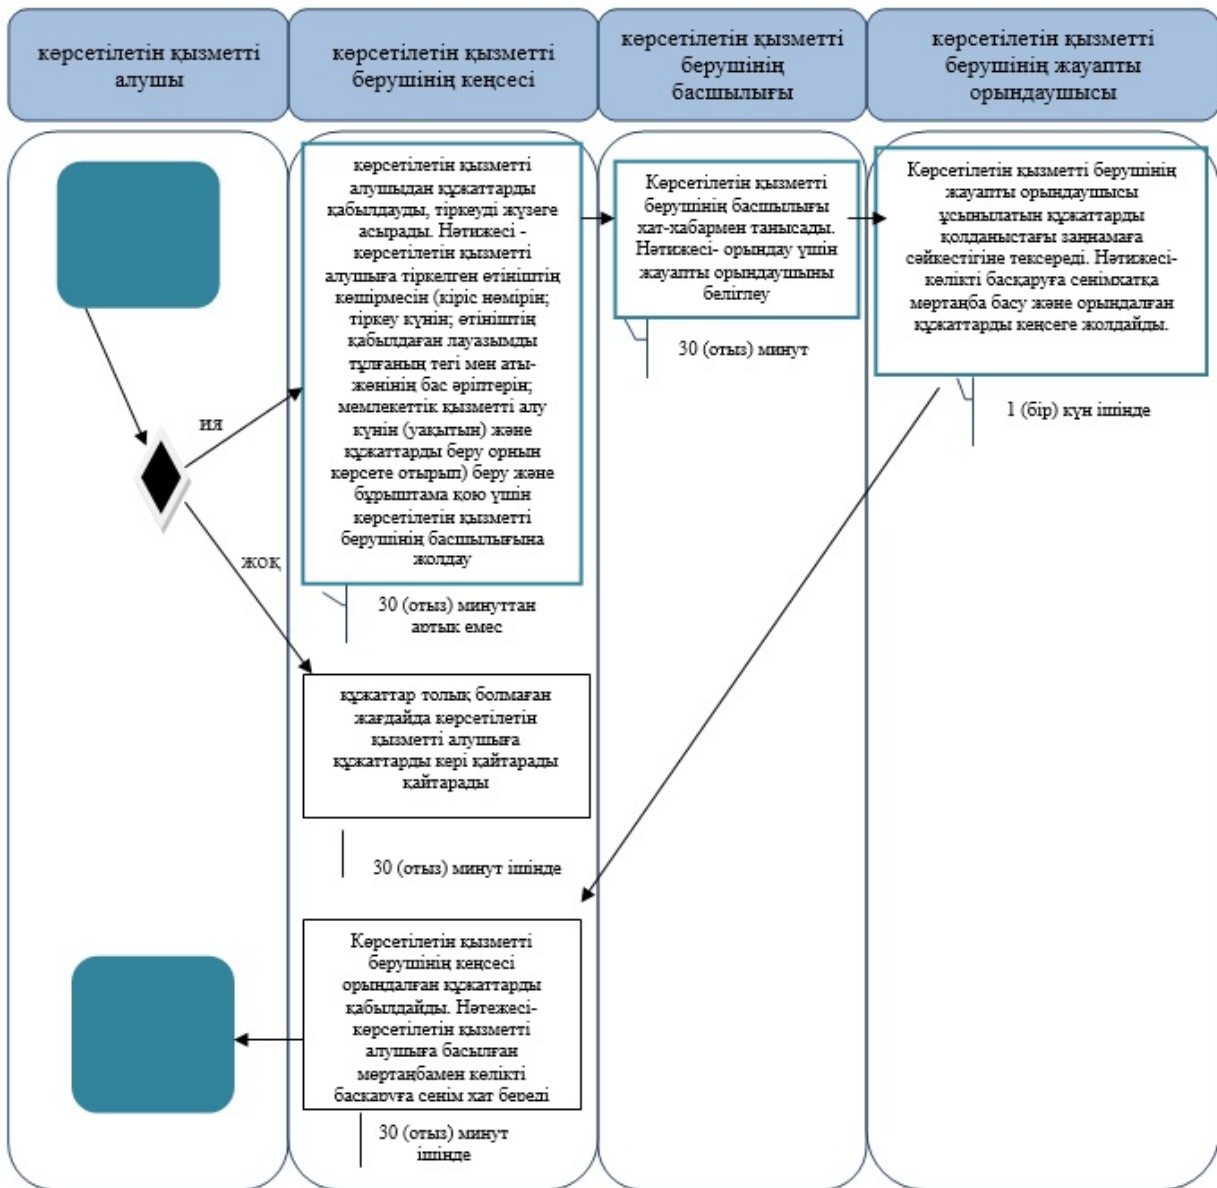 көрсетілетін қызметті
алушы
көрсетілетін қызметті
берушінің кеңсесі
көрсетілетін қызметті
берушінің
басшылығы
көрсетілетін қызметті
берушінің жауапты
орындаушысы
көрсетілетін қызметті
алушыдан құжаттарды
қабылдауды, тіркеуді жүзеге
асырады. Нәтижесі -
көрсетілетін қызметті
алушыға тіркелген өтініштің
көшірмесін (кіріс нөмірін;
тіркеу күнін; өтініштің
қабылдаған лауазымды
тұлғаның тегі мен аты-
жөнінің бас әріптерін;
мемлекеттік қызметті алу
күнін (уақытын) және
құжаттарды беру орнын
көрсете отырып) беру және
бұрыштама қою үшін
көрсетілетін қызметті
берушінің басшылығына
жолдау
30 (отыз) минуттан
артық емес
Көрсетілетін қызметті
берушінің басшылығы
хат-хабармен танысады.
Нәтижесі- орындау үшін
жауапты орындаушыны
беліглеу
30 (отыз) минут
Көрсетілетін қызметті берушінің
жауапты орындаушысы
ұсынылатын құжаттарды
қолданыстағы заңнамаға
сәйкестігіне тексереді. Нәтижесі-
көлікті басқаруға сенімхатқа
мөртаңба басу және орындалған
құжаттарды кеңсеге жолдайды.
1 (бір) күн ішінде
ИЯ
ЖОҚ
құжаттар толық болмаған
жағдайда көрсетілетін
қызметті алушыға
құжаттарды кері қайтарады
қайтарады
30 (отыз) минут ішінде
Көрсетілетін қызметті
берушінің кеңсесі
орындалған құжаттарды
қабылдайды. Нәтежесі-
көрсетілетін қызметті
алушыға басылған
мөртаңбамен көлікті
басқаруға сенім хат береді
30 (отыз) минут
ішінде